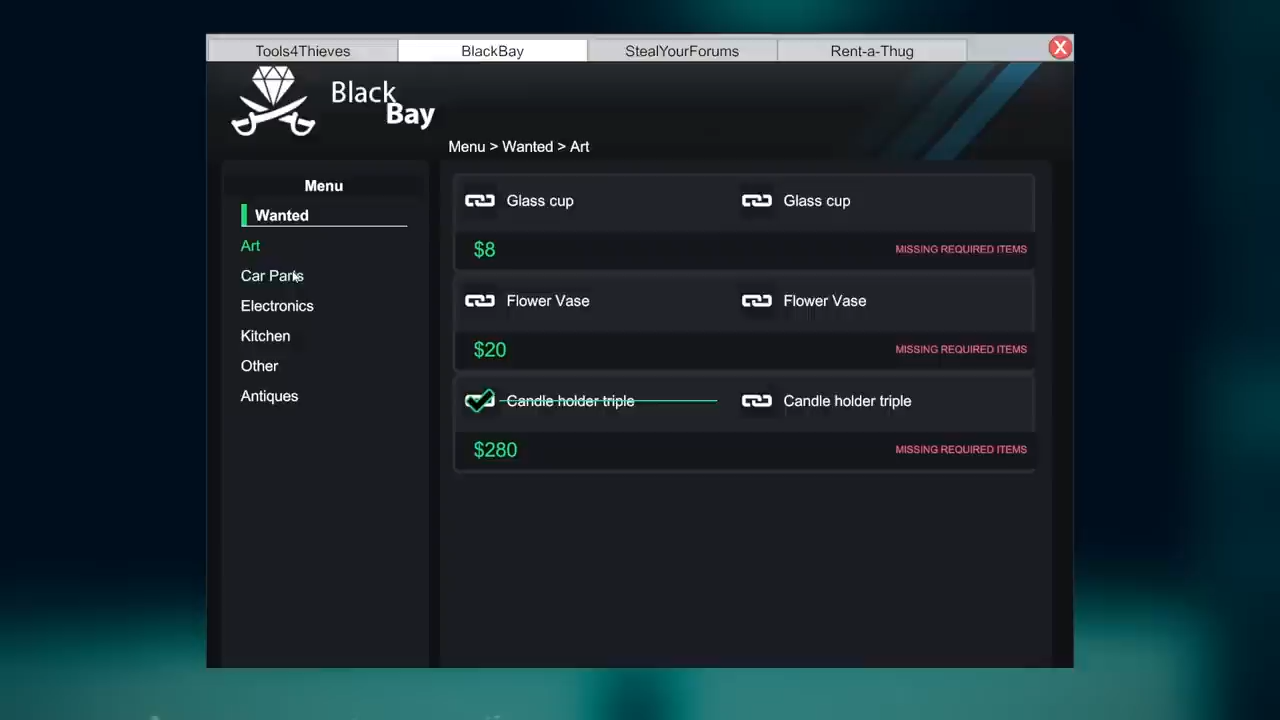 Tools4Thieves BlackBay StealYourForums Rent-a-Thug X
Black
Bay
Menu > Wanted > Art
Menu
Wanted
Art
Car Parts
Electronics
Kitchen
Other
Antiques
Glass cup Glass cup
$8 MISSING REQUIRED ITEMS
Flower Vase Flower Vase
$20 MISSING REQUIRED ITEMS
Candle holder triple Candle holder triple
$280 MISSING REQUIRED ITEMS